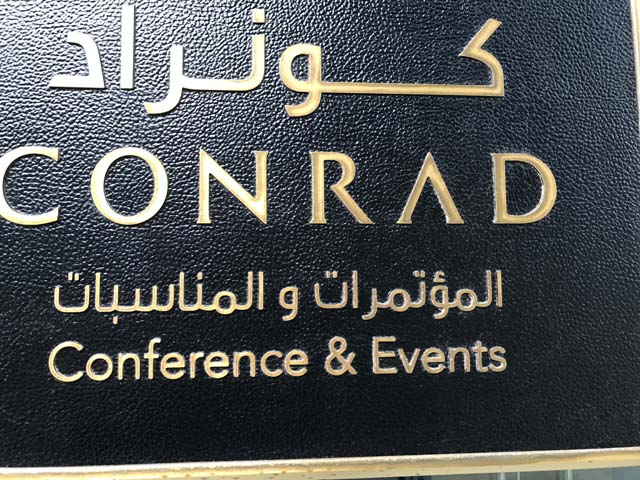 كونراد
CONRAD
المؤتمرات و المناسبات
Conference & Events